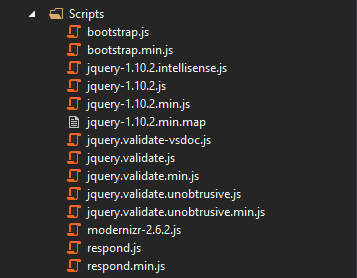 Scripts
bootstrap.js
bootstrap.min.js
jquery-1.10.2.intellisense.js
jquery-1.10.2.js
jquery-1.10.2.min.js
jquery-1.10.2.min.map
jquery.validate-vsdoc.js
jquery.validate.js
jquery.validate.min.js
jquery.validate.unobtrusive.js
jquery.validate.unobtrusive.min.js
modernizr-2.6.2.js
respond.js
respond.min.js